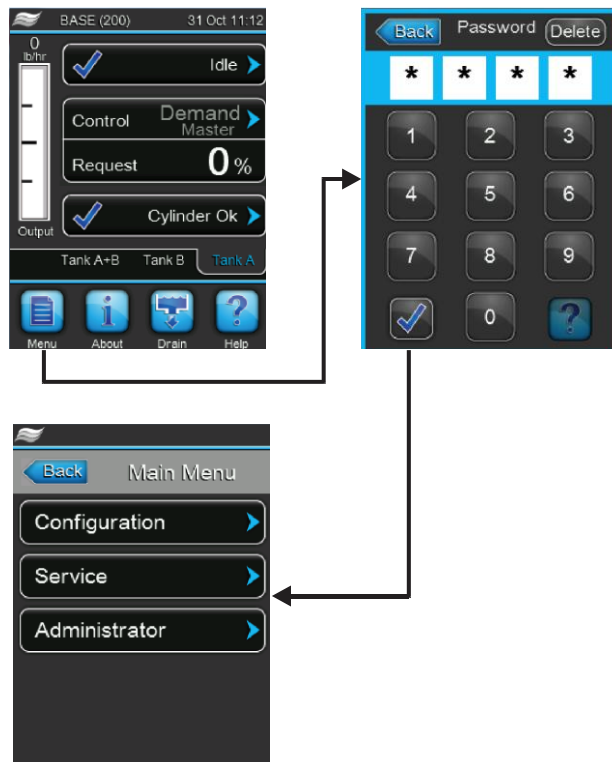 BASE (200) 31 Oct 11:12
0
lb/hr
Idle
Control Demand
Master
Request 0 %
Cylinder Ok
Output
Tank A+B Tank B Tank A
Menu About Drain Help
Back Password Delete
* * * *
1 2 3
4 5 6
7 8 9
0 ?
Back Main Menu
Configuration
Service
Administrator